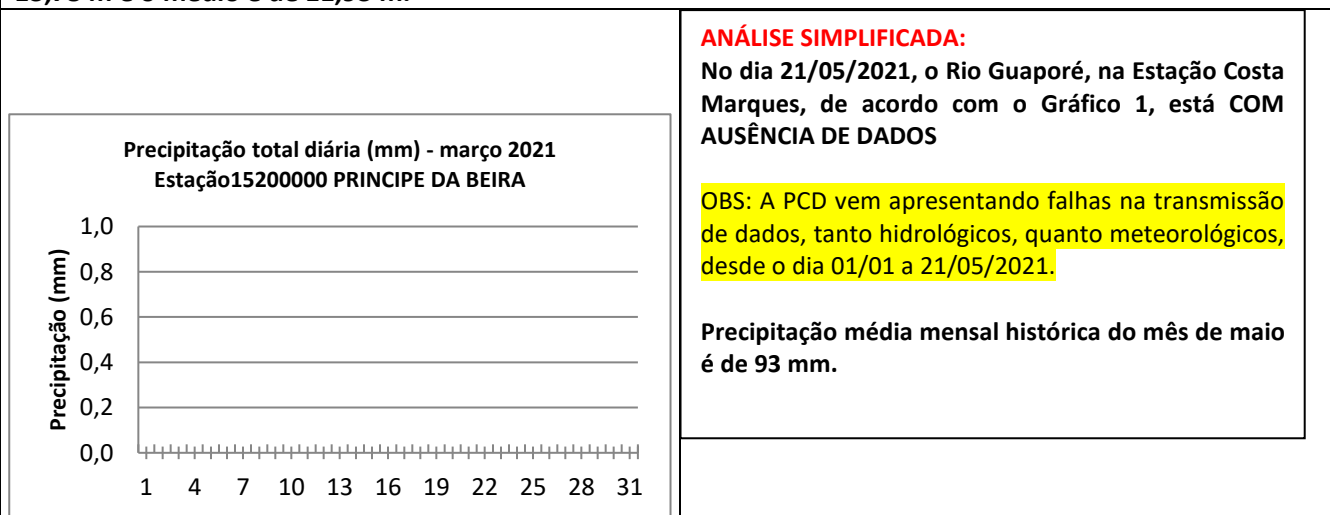 Precipitação total diária (mm) - março 2021
Estação15200000 PRINCIPE DA BEIRA
Precipitação (mm)
1,0
0,8
0,6
0,4
0,2
0,0
1 4 7 10 13 16 19 22 25 28 31
ANÁLISE SIMPLIFICADA:
No dia 21/05/2021, o Rio Guaporé, na Estação Costa
Marques, de acordo com o Gráfico 1, está COM
AUSÊNCIA DE DADOS
OBS: A PCD vem apresentando falhas na transmissão
de dados, tanto hidrológicos, quanto meteorológicos,
desde o dia 01/01 a 21/05/2021.
Precipitação média mensal histórica do mês de maio
é de 93 mm.